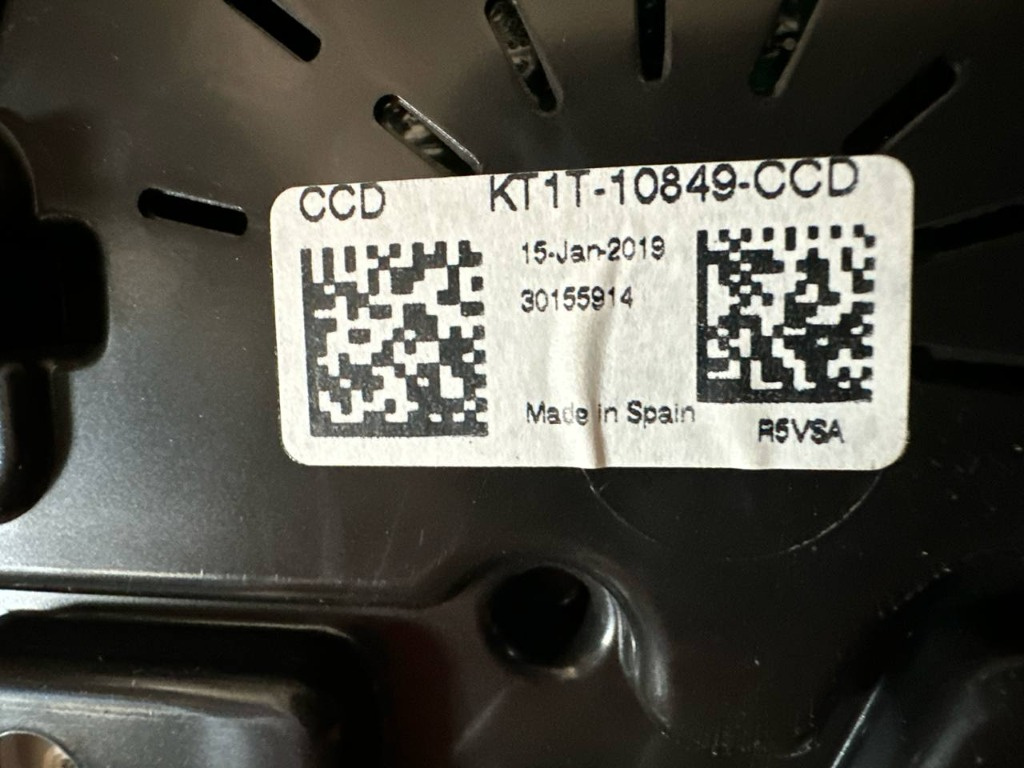 CCD KT1T-10849-CCD
15-Jan-2019
30155914
Made in Spain
R5VSA